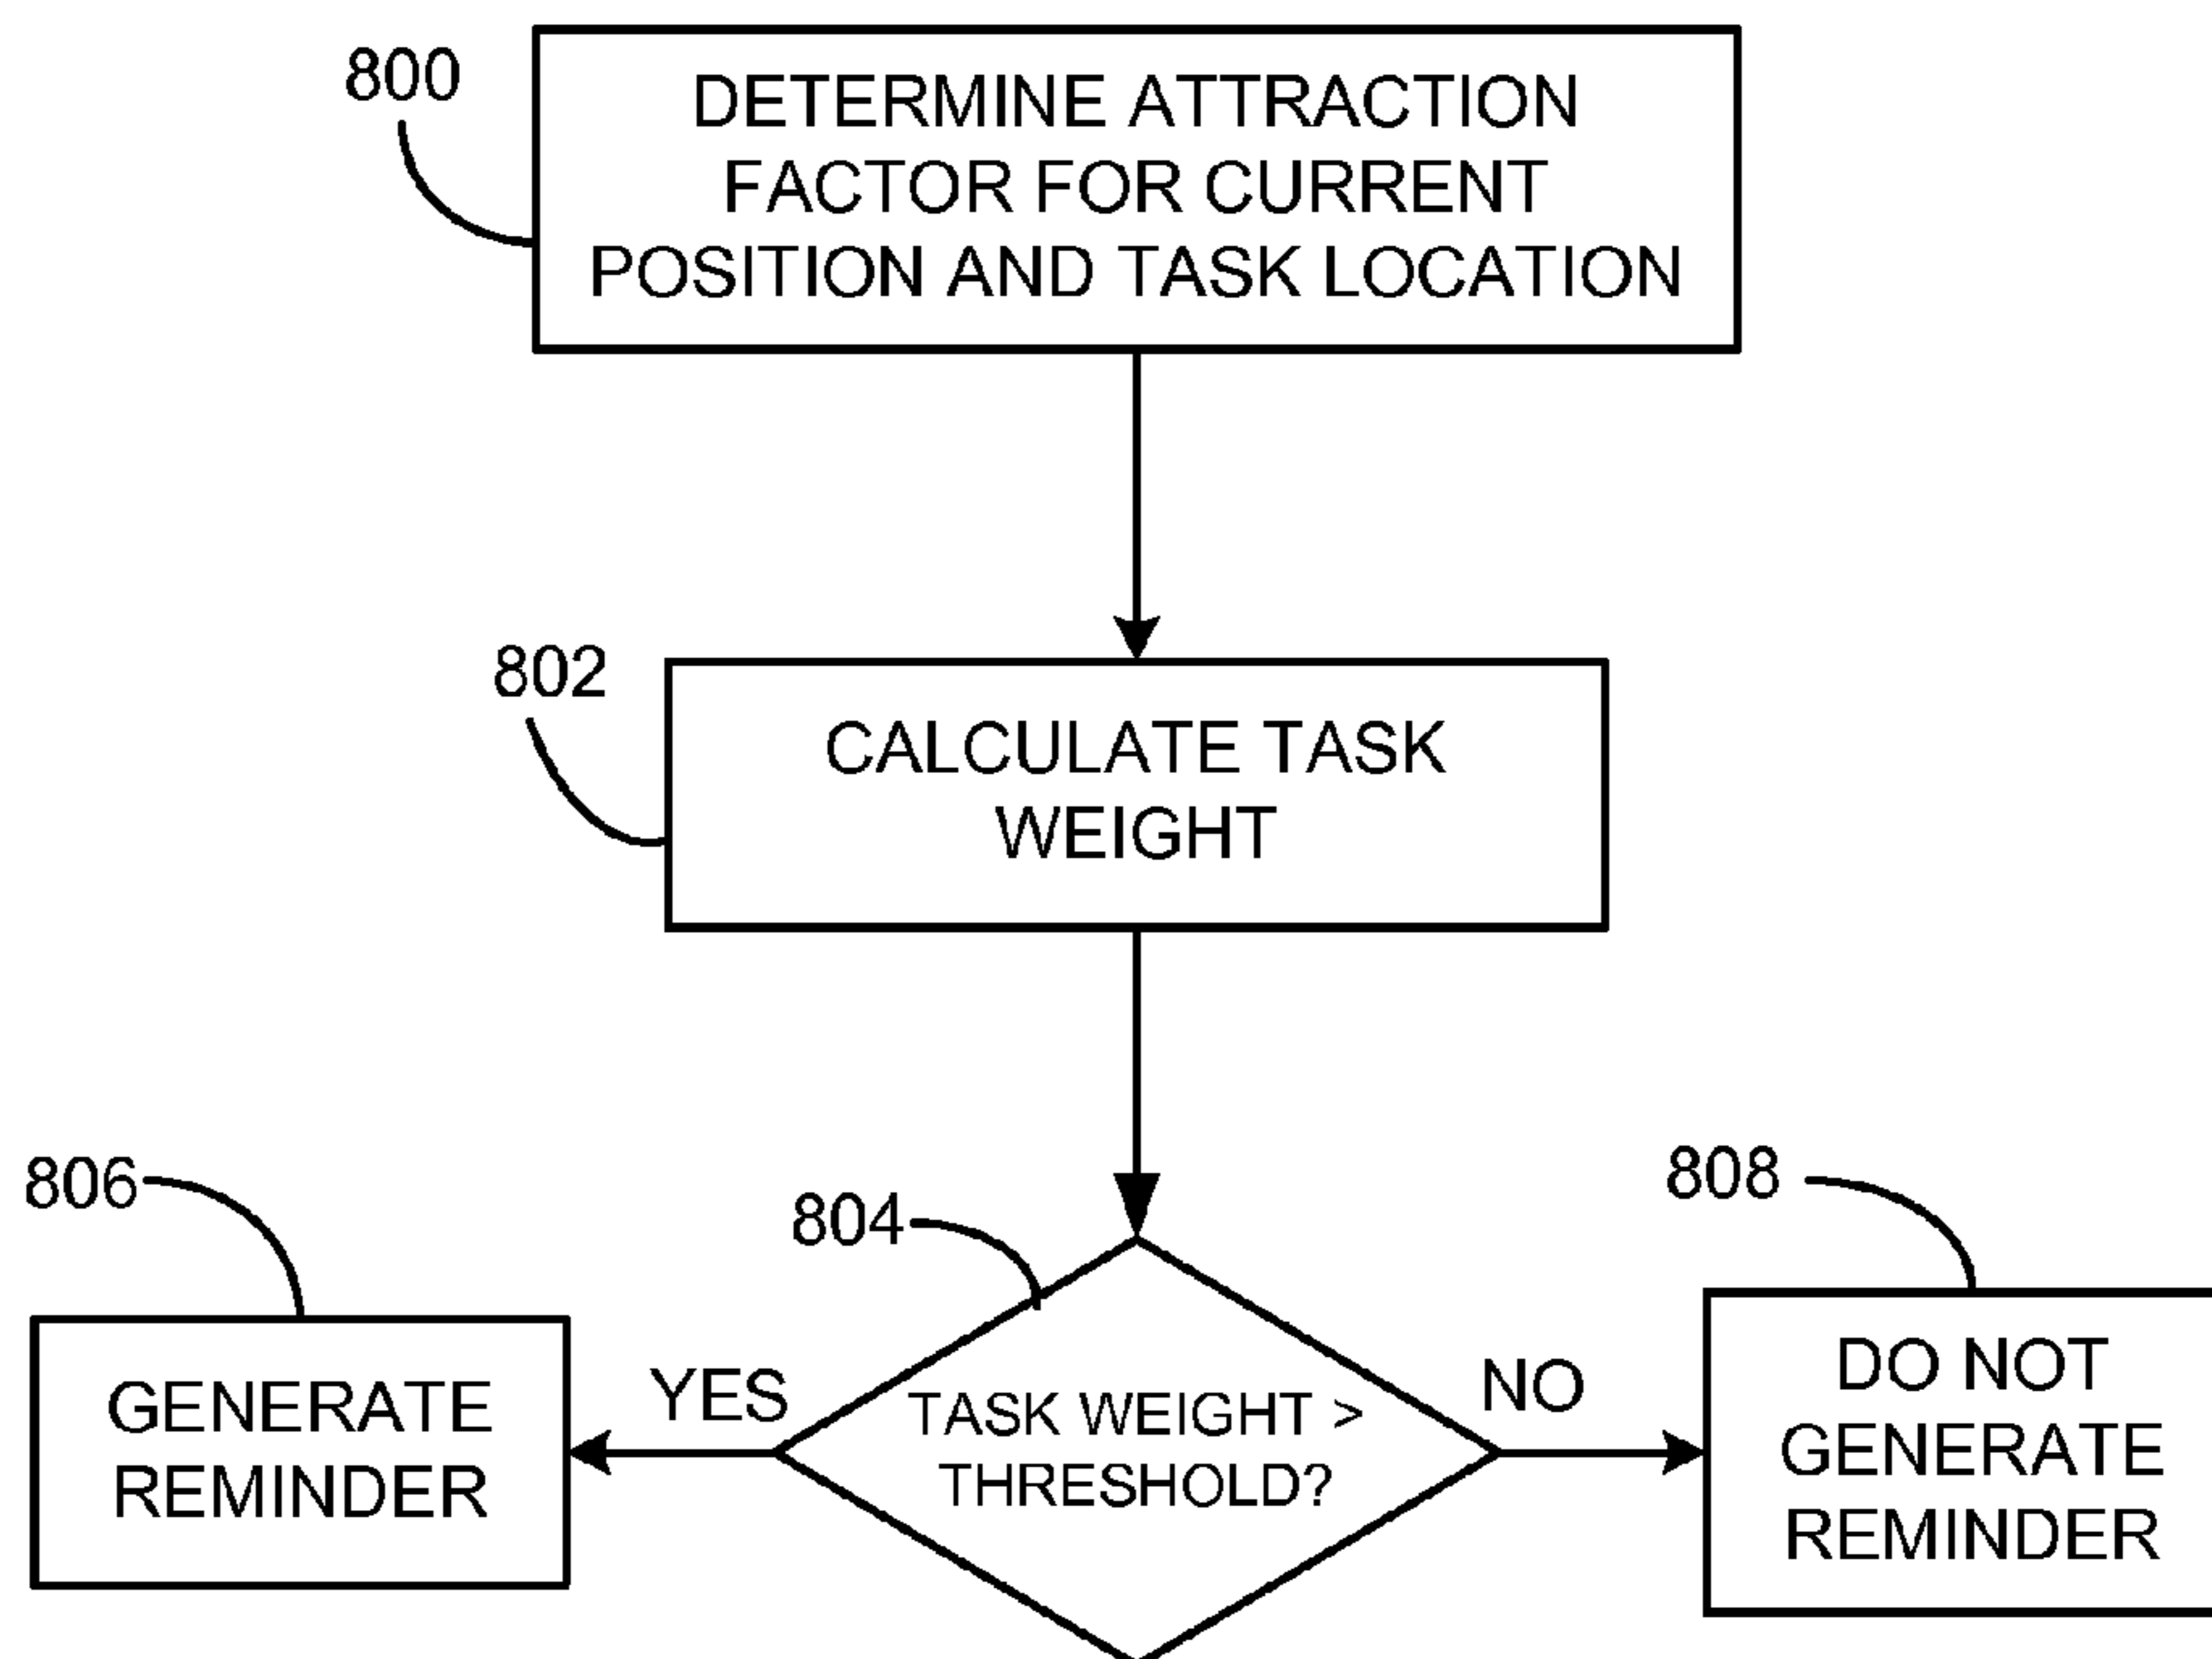 800
DETERMINE ATTRACTION
FACTOR FOR CURRENT
POSITION AND TASK LOCATION
802
CALCULATE TASK
WEIGHT
806
804
808
GENERATE
REMINDER
YES
TASK WEIGHT >
THRESHOLD?
NO
DO NOT
GENERATE
REMINDER